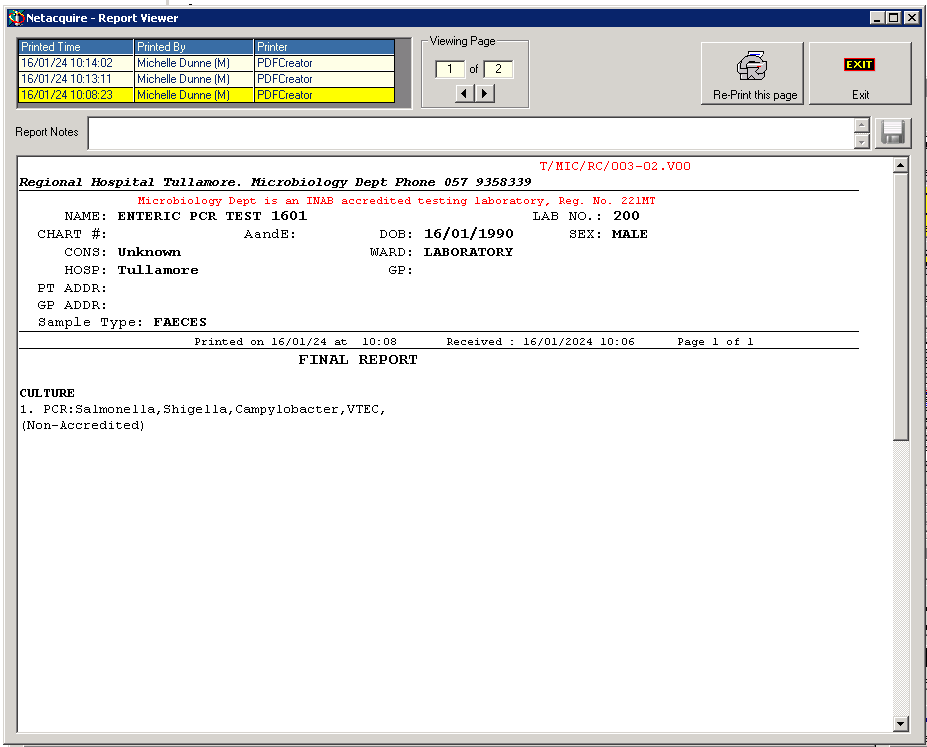 Netacquire - Report Viewer
Printed Time Printed By Printer
16/01/24 10:14:02 Michelle Dunne (M) PDFCreator
16/01/24 10:13:11 Michelle Dunne (M) PDFCreator
16/01/24 10:08:23 Michelle Dunne (M) PDFCreator
Viewing Page
1 of 2
Re-Print this page
EXIT
Exit
Report Notes
T/MIC/RC/003-02.V00
Regional Hospital Tullamore. Microbiology Dept Phone 057 9358339
Microbiology Dept is an INAB accredited testing laboratory, Reg. No. 221MT
NAME: ENTERIC PCR TEST 1601 LAB NO.: 200
CHART #: AandE: DOB: 16/01/1990 SEX: MALE
CONS: Unknown WARD: LABORATORY
HOSP: Tullamore GP:
PT ADDR:
GP ADDR:
Sample Type: FAECES
Printed on 16/01/24 at 10:08 Received : 16/01/2024 10:06 Page 1 of 1
FINAL REPORT
CULTURE
1. PCR:Salmonella,Shigella,Campylobacter,VTEC,
(Non-Accredited)